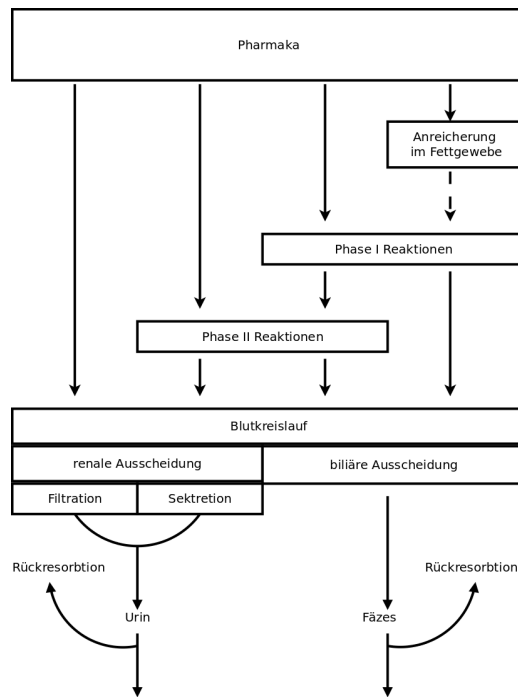 Pharmaka
Anreicherung
im Fettgewebe
Phase I Reaktionen
Phase II Reaktionen
Blutkreislauf
renale Ausscheidung
biliäre Ausscheidung
Filtration
Sektretion
Rückresorbtion
Rückresorbtion
Urin
Fäzes